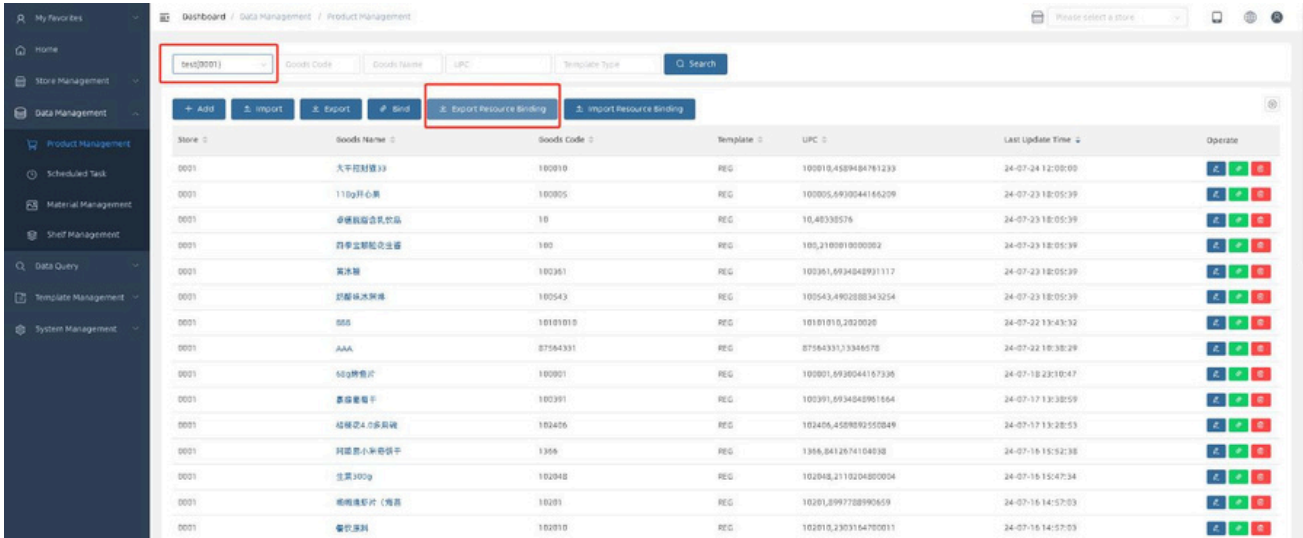 My Favorites
Dashboard / Data Management / Product Management
Please select a store
Home
Store Management
Data Management
Product Management
Scheduled Task
Material Management
Shelf Management
Data Query
Template Management
System Management
test(0001) Goods Code Goods Name UPC Template Type Search
Add Import Export Bind Export Resource Binding Import Resource Binding
Store Goods Name Goods Code Template UPC Last Update Time Operate
0001 100010 REG 100010,4589484761233 24-07-24 12:00:00
0001 118g开心果 100805 REG 100805,6930044166209 24-07-23 18:05:39
0001 10 REG 10,40330576 24-07-23 18:05:39
0001 100 REG 100,2100010000002 24-07-23 18:05:39
0001 100361 REG 100361,6934848931117 24-07-23 18:05:39
0001 100543 REG 100543,4902888343254 24-07-23 18:05:39
0001 BBB 10101010 REG 10101010,2020020 24-07-22 13:43:32
0001 AAA 87564331 REG 87564331,13346578 24-07-22 10:38:29
0001 100801 REG 100801,6930044167336 24-07-18 23:10:47
0001 100391 REG 100391,6934848961664 24-07-17 13:38:59
0001 102406 REG 102406,4589892550849 24-07-17 13:28:53
0001 1366 REG 1366,8412674104038 24-07-16 15:52:38
0001 生菜300g 102048 REG 102048,2110204800004 24-07-16 15:47:34
0001 10201 REG 10201,8997788990659 24-07-16 14:57:03
0001 102010 REG 102010,2303164700011 24-07-16 14:57:03